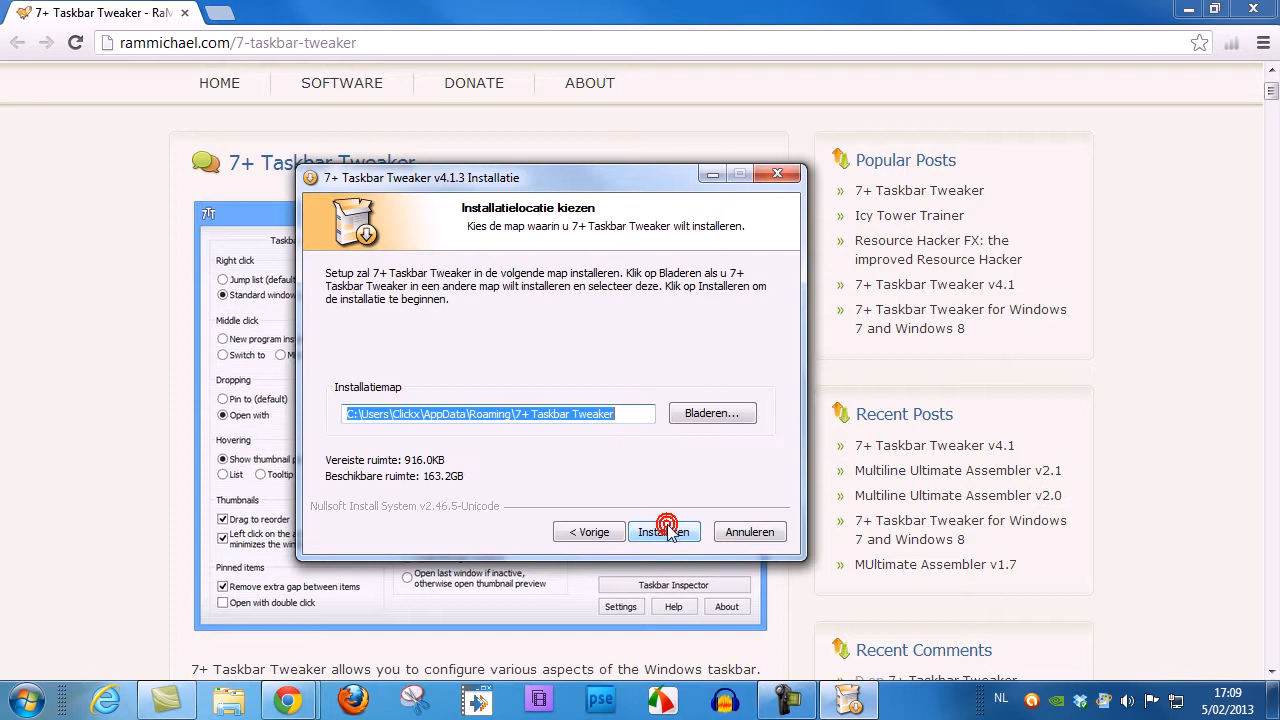 7+ Taskbar Tweaker - RaM
rammichael.com/7-taskbar-tweaker
HOME
SOFTWARE
DONATE
ABOUT
7+ Taskbar Tweaker
7+ Taskbar Tweaker v4.1.3 Installatie
Installatielocatie kiezen
Kies de map waarin u 7+ Taskbar Tweaker wilt installeren.
Setup zal 7+ Taskbar Tweaker in de volgende map installeren. Klik op Bladeren als u 7+
Taskbar Tweaker in een andere map wilt installeren en selecteer deze. Klik op Installeren om
de installatie te beginnen.
Installatiemap
C:\Users\Clickx\AppData\Roaming\7+ Taskbar Tweaker
Bladeren...
Vereiste ruimte: 916.0KB
Beschikbare ruimte: 163.2GB
Nullsoft Install System v2.46.5-Unicode
< Vorige
Installeren
Annuleren
Right click
Jump list (defau
Standard window
Middle click
New program ins
Switch to
Dropping
Pin to (default)
Open with
Hovering
Show thumbnail p
List
Tooltip
Thumbnails
Drag to reorder
Left click on the a
minimizes the win
Pinned items
Remove extra gap between items
Open with double click
Open last window if inactive,
otherwise open thumbnail preview
Taskbar Inspector
Settings
Help
About
7+ Taskbar Tweaker allows you to configure various aspects of the Windows taskbar.
Popular Posts
» 7+ Taskbar Tweaker
» Icy Tower Trainer
» Resource Hacker FX: the
improved Resource Hacker
» 7+ Taskbar Tweaker v4.1
» 7+ Taskbar Tweaker for Windows
7 and Windows 8
Recent Posts
» 7+ Taskbar Tweaker v4.1
» Multiline Ultimate Assembler v2.1
» Multiline Ultimate Assembler v2.0
» 7+ Taskbar Tweaker for Windows
7 and Windows 8
» MUltimate Assembler v1.7
Recent Comments
pse
NL
17:09
5/02/2013